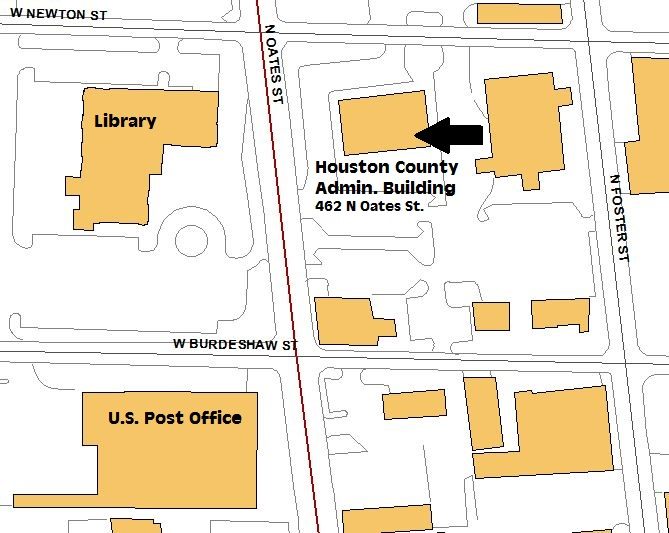 W NEWTON ST
N OATES ST
Library
Houston County
Admin. Building
462 N Oates St.
N FOSTER ST
W BURDESHAW ST
U.S. Post Office